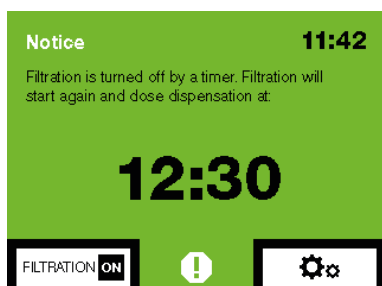 Notice 11:42
Filtration is turned off by a timer. Filtration will
start again and dose dispensation at:
12:30
FILTRATION ON !